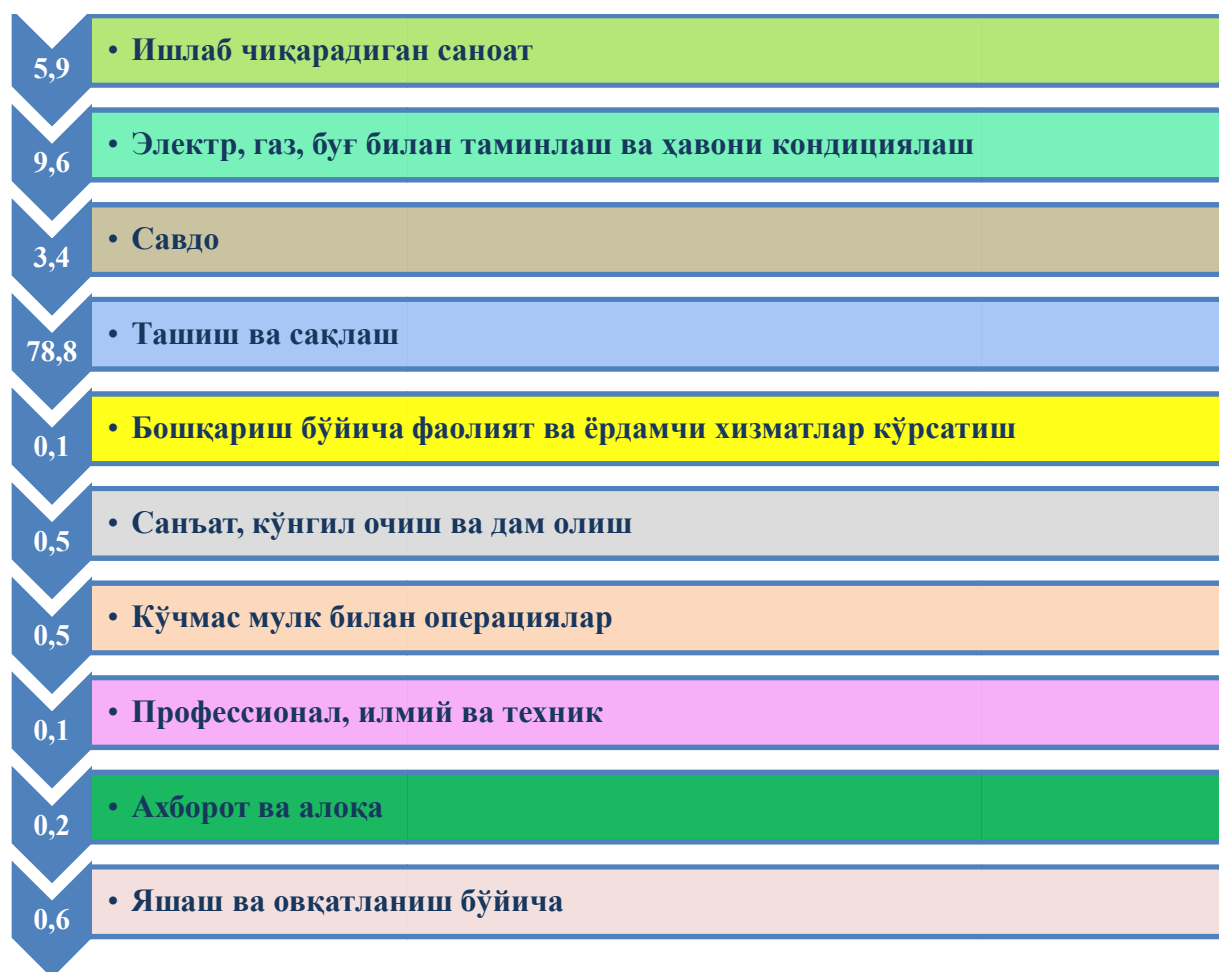 5,9
• Ишлаб чиқарадиган саноат
9,6
• Электр, газ, буғ билан таминлаш ва ҳавони кондициялаш
3,4
• Савдо
78,8
• Ташиш ва сақлаш
0,1
• Бошқариш бўйича фаолият ва ёрдамчи хизматлар кўрсатиш
0,5
• Санъат, кўнгил очиш ва дам олиш
0,5
• Кўчмас мулк билан операциялар
0,1
• Профессионал, илмий ва техник
0,2
• Ахборот ва алоқа
0,6
• Яшаш ва овқатланиш бўйича